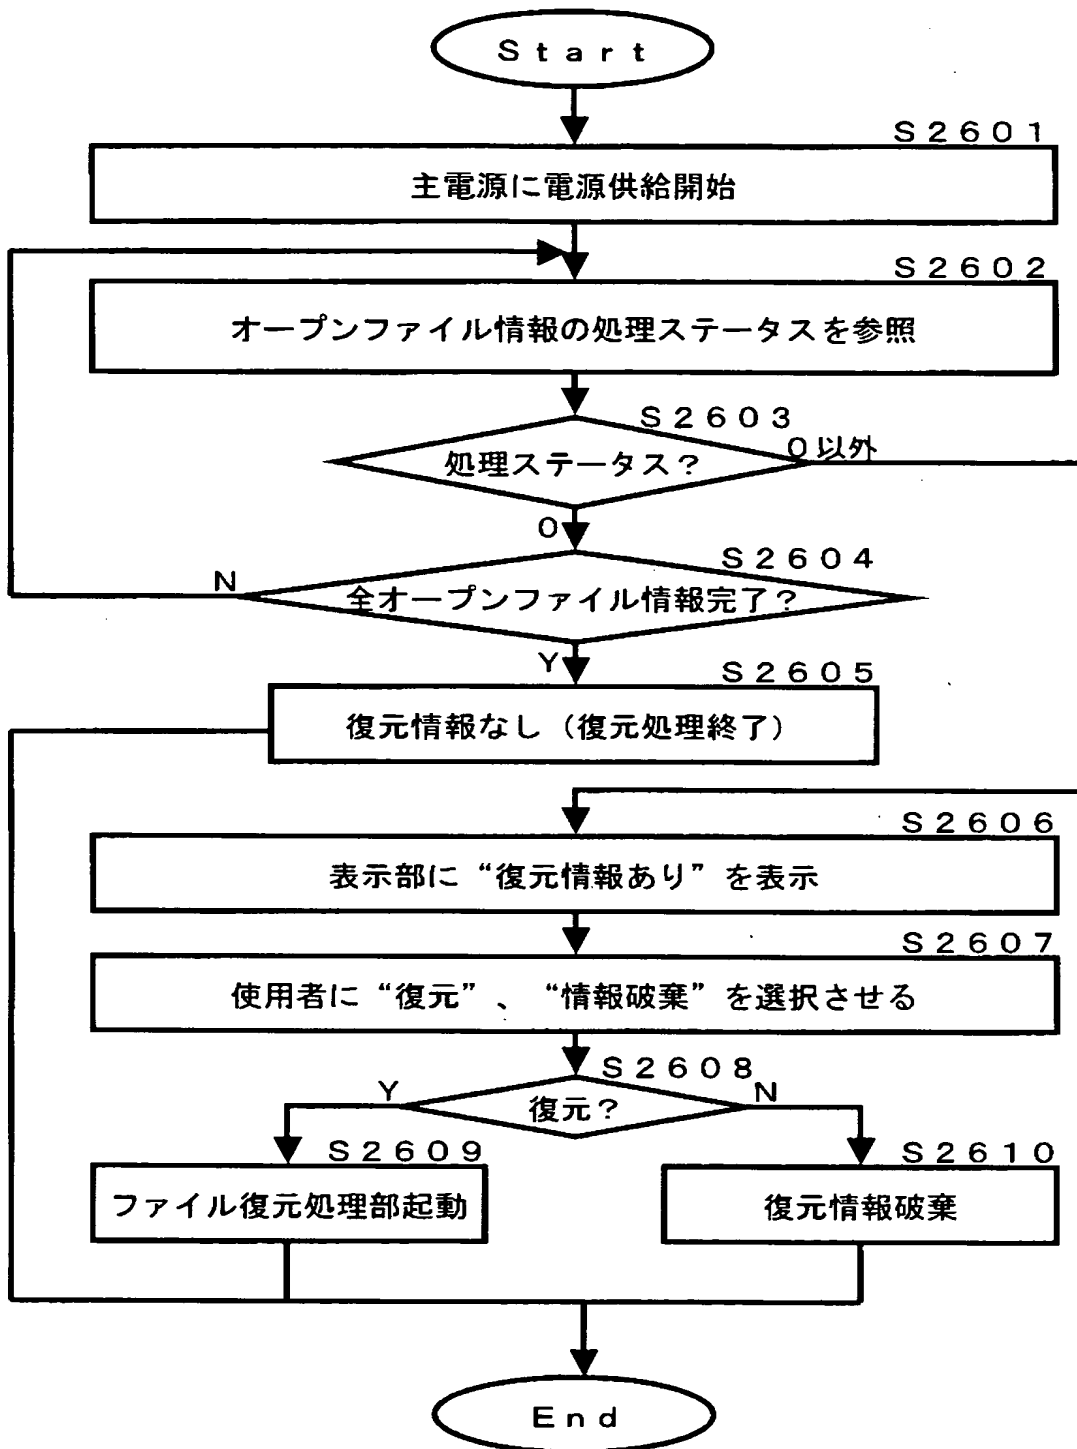 Start
S2601
主電源に電源供給開始
S2602
オープンファイル情報の処理ステータスを参照
S2603
処理ステータス?
0以外
0
S2604
全オープンファイル情報完了?
N
Y
S2605
復元情報なし(復元処理終了)
S2606
表示部に“復元情報あり”を表示
S2607
使用者に“復元”、“情報破棄”を選択させる
S2608
復元?
Y
N
S2609
ファイル復元処理部起動
S2610
復元情報破棄
End